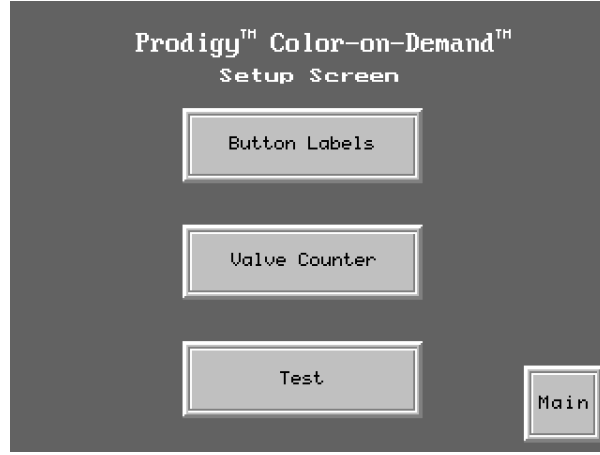 Prodigy™ Color-on-Demand™
Setup Screen
Button Labels
Valve Counter
Test
Main